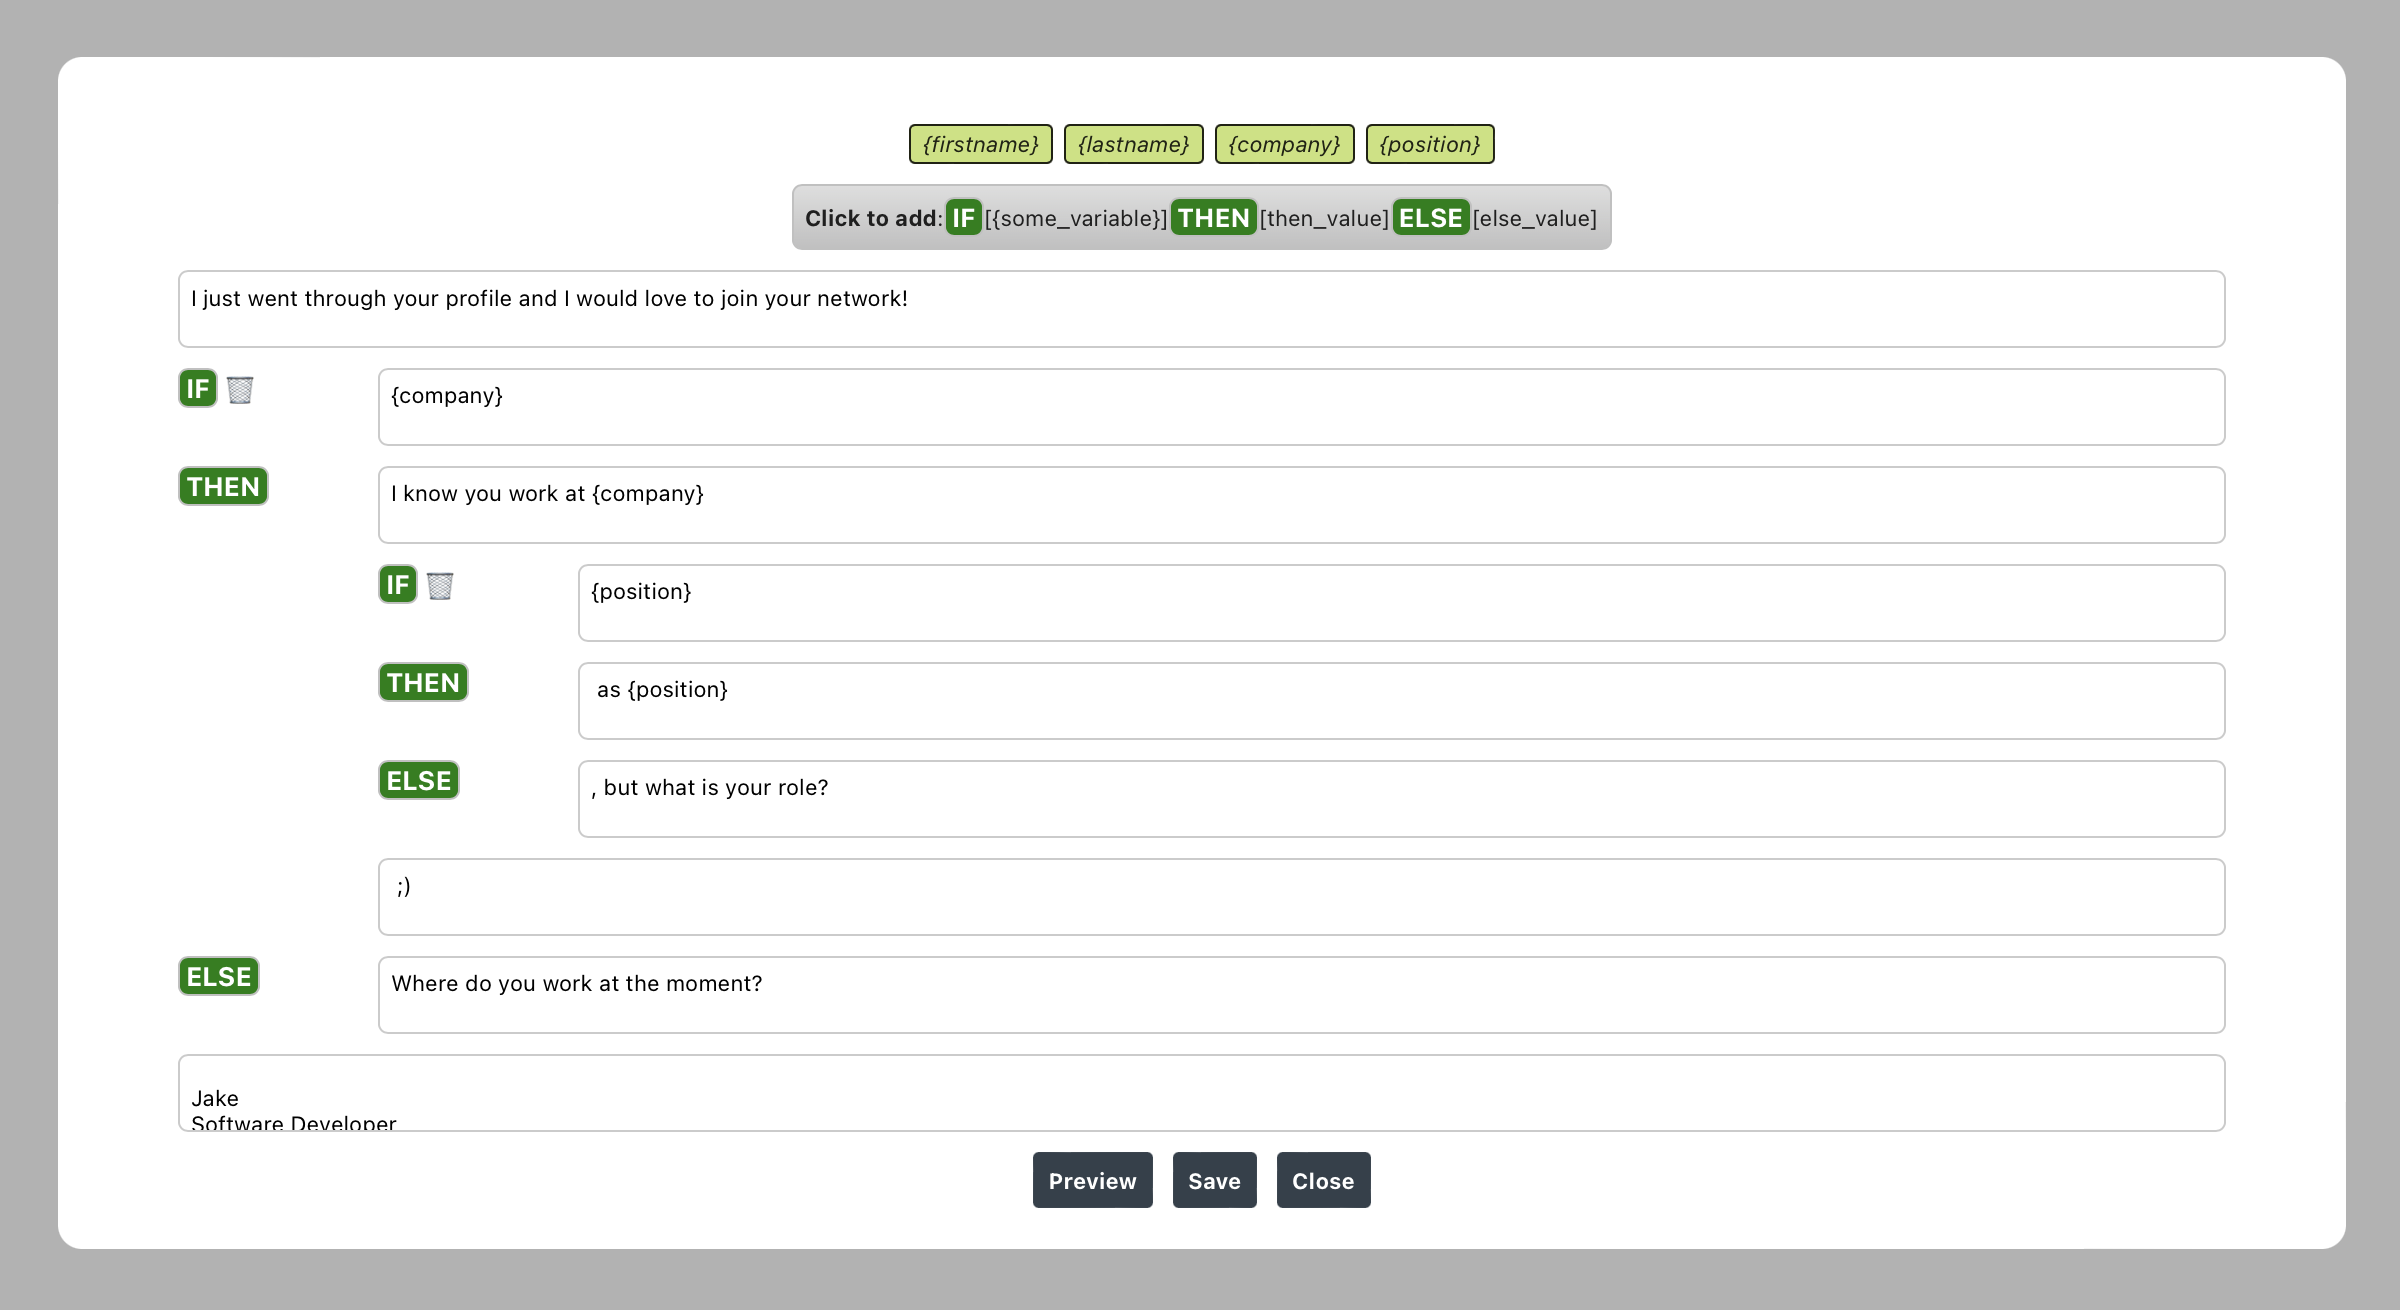 {firstname} {lastname} {company} {position}
Click to add: IF [{some_variable}] THEN [then_value] ELSE [else_value]
I just went through your profile and I would love to join your network!
IF {company}
THEN I know you work at {company}
IF {position}
THEN as {position}
ELSE , but what is your role?
;)
ELSE Where do you work at the moment?
Jake
Software Developer
Preview Save Close